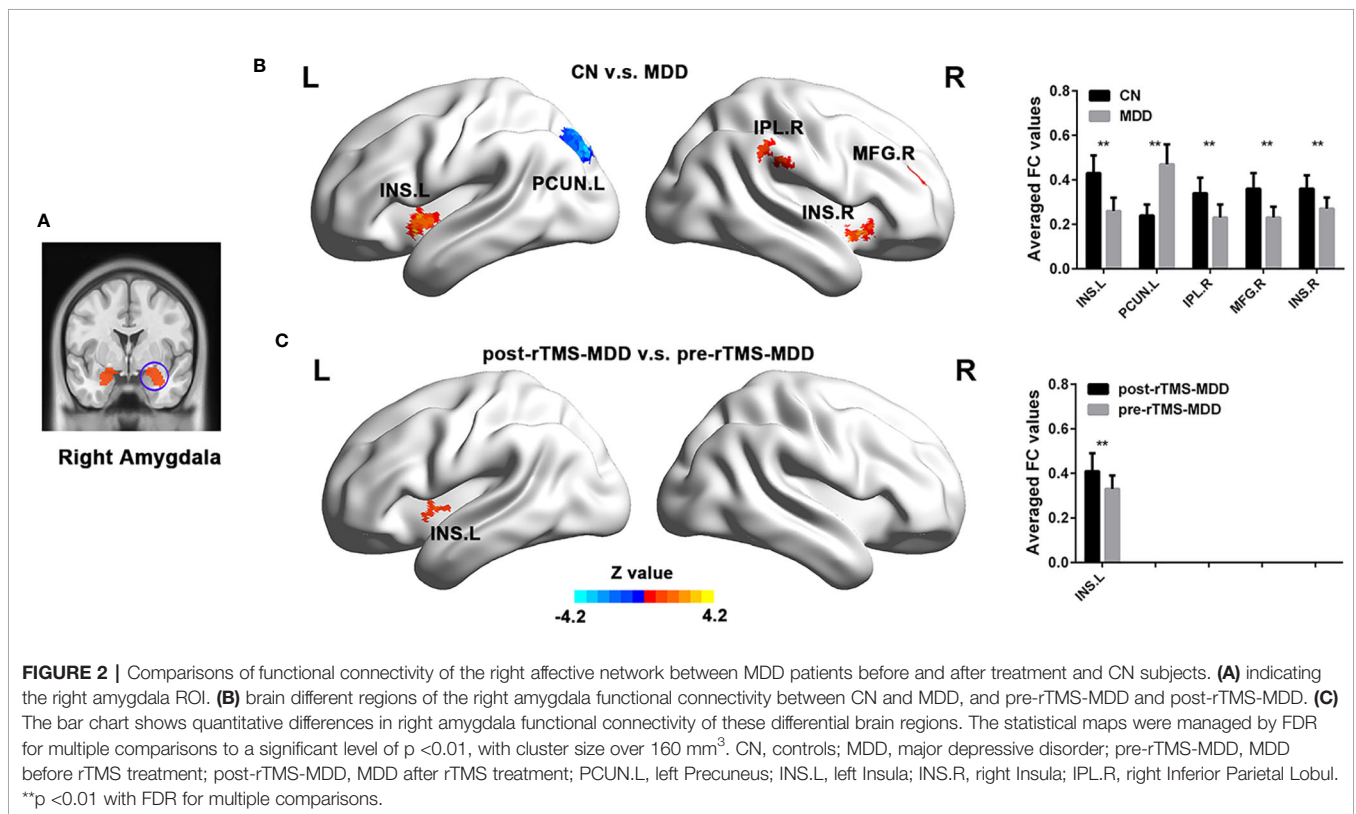 B
L
CN v.s. MDD
R
IPL.R
MFG.R
INS.L
PCUN.L
INS.R
A
Right Amygdala
Averaged FC values
0.8
0.6
0.4
0.2
0.0
CN
MDD
** ** ** ** **
INS.L PCUN.L IPL.R MFG.R INS.R
C
L
post-rTMS-MDD v.s. pre-rTMS-MDD
R
INS.L
Z value
-4.2 4.2
Averaged FC values
0.8
0.6
0.4
0.2
0.0
post-rTMS-MDD
pre-rTMS-MDD
**
INS.L
FIGURE 2 | Comparisons of functional connectivity of the right affective network between MDD patients before and after treatment and CN subjects. (A) indicating
the right amygdala ROI. (B) brain different regions of the right amygdala functional connectivity between CN and MDD, and pre-rTMS-MDD and post-rTMS-MDD. (C)
The bar chart shows quantitative differences in right amygdala functional connectivity of these differential brain regions. The statistical maps were managed by FDR
for multiple comparisons to a significant level of p <0.01, with cluster size over 160 mm³. CN, controls; MDD, major depressive disorder; pre-rTMS-MDD, MDD
before rTMS treatment; post-rTMS-MDD, MDD after rTMS treatment; PCUN.L, left Precuneus; INS.L, left Insula; INS.R, right Insula; IPL.R, right Inferior Parietal Lobul.
**p <0.01 with FDR for multiple comparisons.